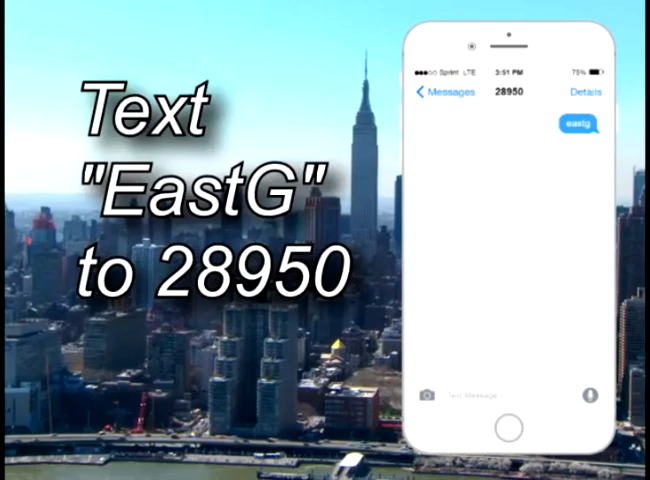 Text
"EastG"
to 28950
Sprint LTE 3:51 PM 75%
Messages 28950 Details
eastg
Text Message